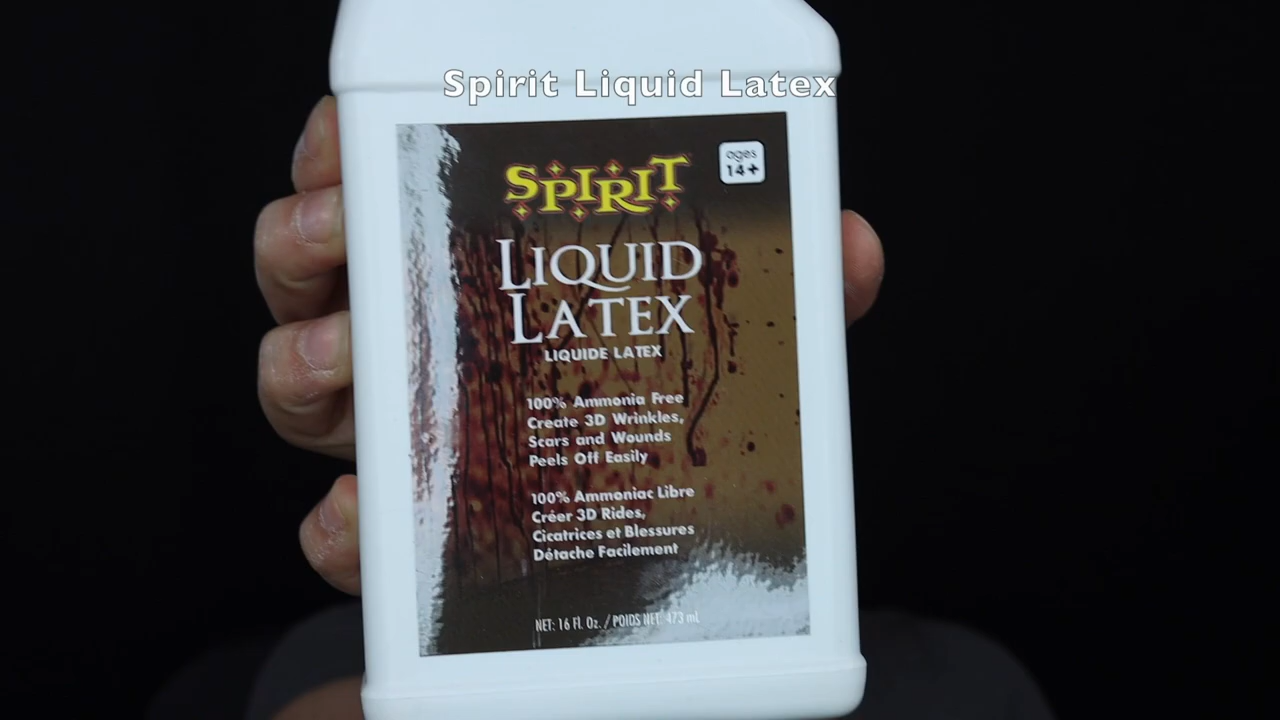 Spirit Liquid Latex
ages
14+
SPIRIT
LIQUID
LATEX
LIQUIDE LATEX
100% Ammonia Free
Create 3D Wrinkles,
Scars and Wounds
Peels Off Easily
100% Ammoniac Libre
Créer 3D Rides,
Cicatrices et Blessures
Détache Facilement
NET: 16 Fl. Oz. / POIDS NET: 473 mL